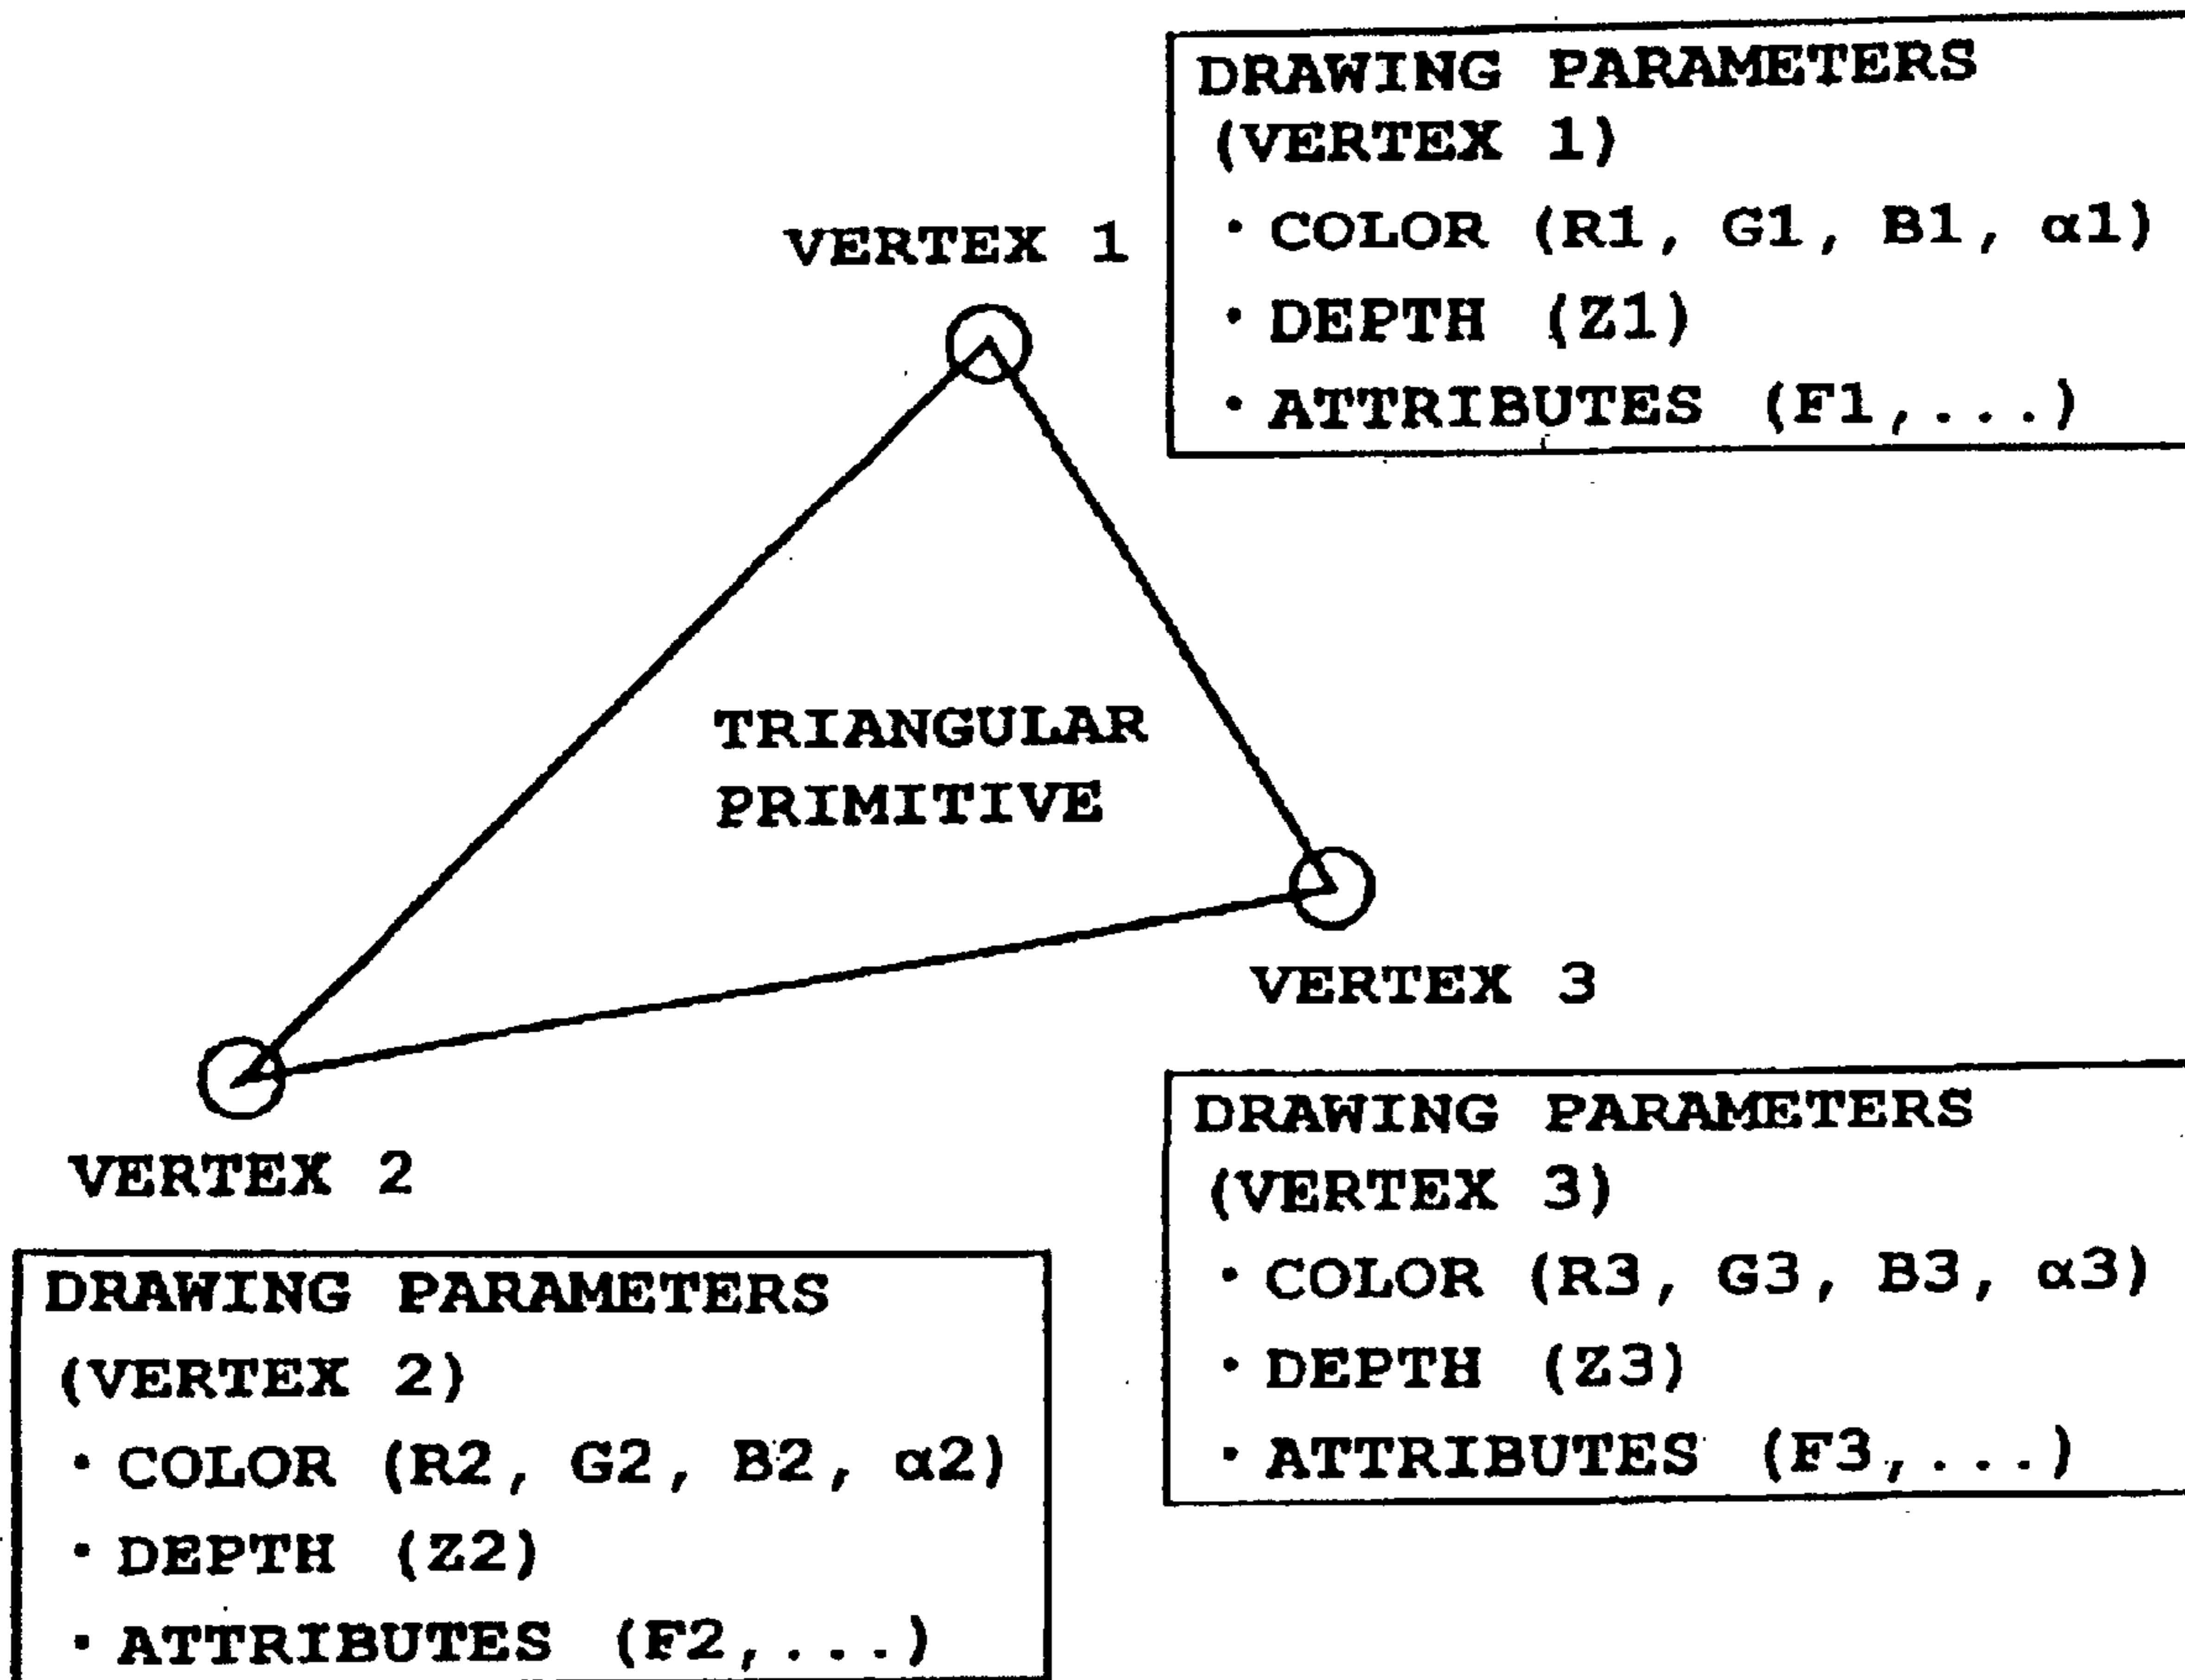 DRAWING PARAMETERS
(VERTEX 1)
・COLOR (R1, G1, B1, α1)
・DEPTH (Z1)
・ATTRIBUTES (F1,...)
VERTEX 1
TRIANGULAR
PRIMITIVE
VERTEX 3
VERTEX 2
DRAWING PARAMETERS
(VERTEX 3)
・COLOR (R3, G3, B3, α3)
・DEPTH (Z3)
・ATTRIBUTES (F3,...)
DRAWING PARAMETERS
(VERTEX 2)
・COLOR (R2, G2, B2, α2)
・DEPTH (Z2)
・ATTRIBUTES (F2,...)